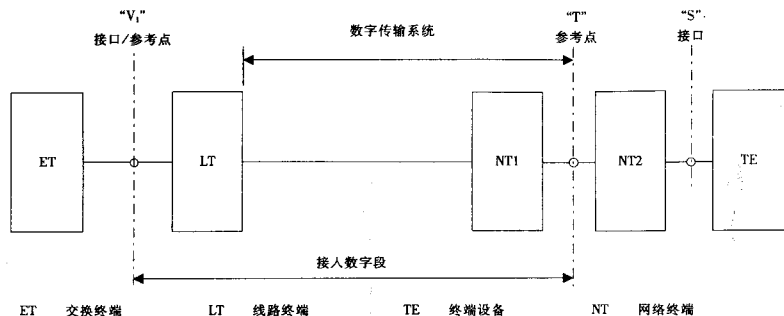 “V₁”
接口/参考点
数字传输系统
“T”
参考点
“S”
接口
ET
LT
NT1
NT2
TE
接入数字段
ET 交换终端 LT 线路终端 TE 终端设备 NT 网络终端